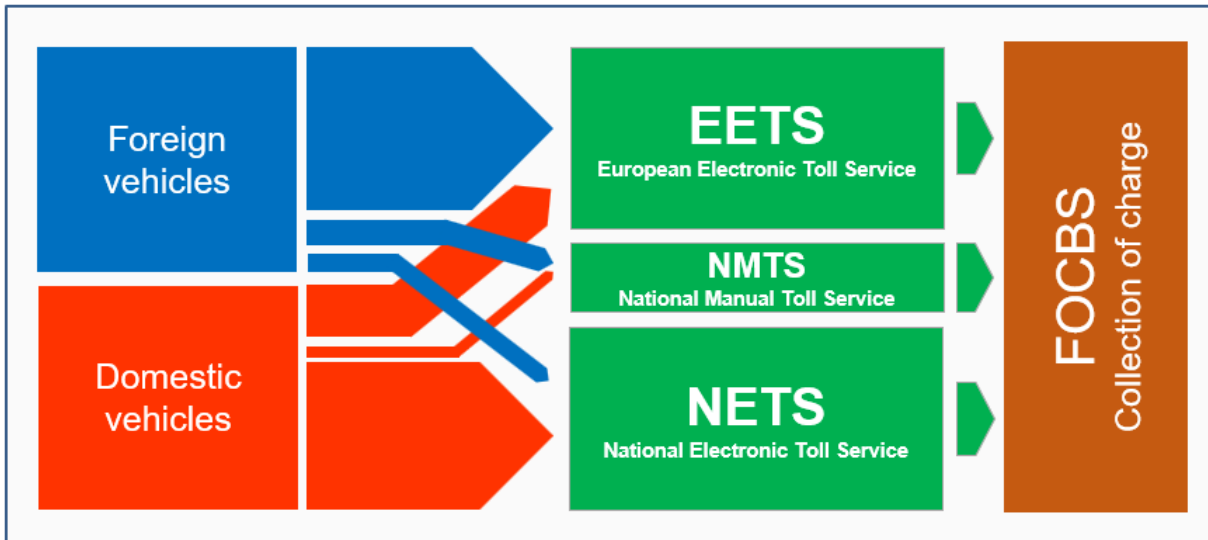 Foreign
vehicles
Domestic
vehicles
EETS
European Electronic Toll Service
NMTS
National Manual Toll Service
NETS
National Electronic Toll Service
FOCBS
Collection of charge